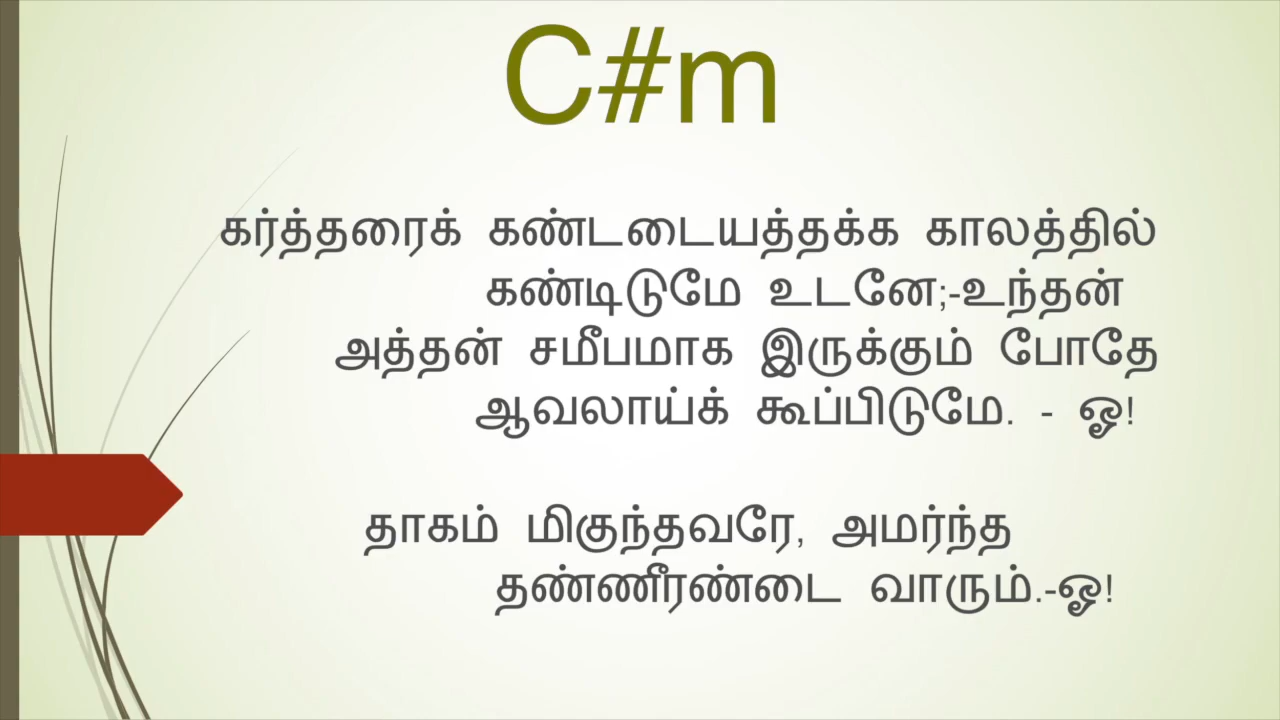 C#m
கர்த்தரைக் கண்டடையத்தக்க காலத்தில்
கண்டிடுமே உடனே;-உந்தன்
அத்தன் சமீபமாக இருக்கும் போதே
ஆவலாய்க் கூப்பிடுமே. - ஓ!
தாகம் மிகுந்தவரே, அமர்ந்த
தண்ணீரண்டை வாரும்.-ஓ!